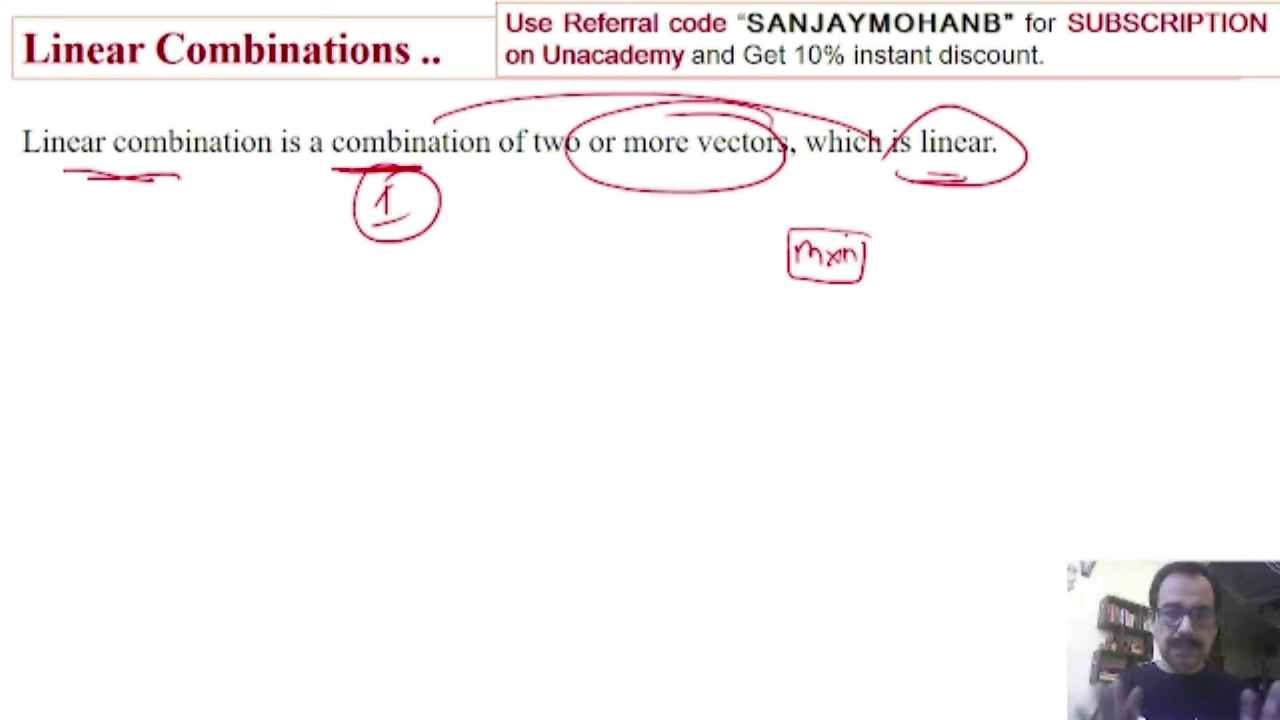 Linear Combinations ..
Use Referral code “SANJAYMOHANB” for SUBSCRIPTION
on Unacademy and Get 10% instant discount.
Linear combination is a combination of two or more vectors, which is linear.
1
m×n